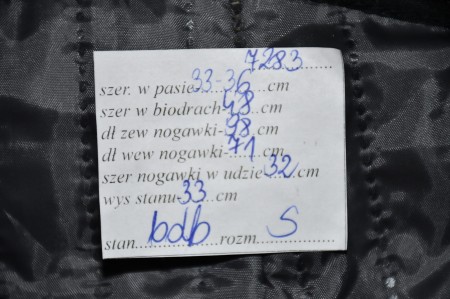 7283
szer. w pasie 33-36 cm
szer w biodrach-48 cm
dł zew nogawki-98 cm
dł wew nogawki-71 cm
szer nogawki w udzie 32 cm
wys stanu-33 cm
stan bdb rozm S